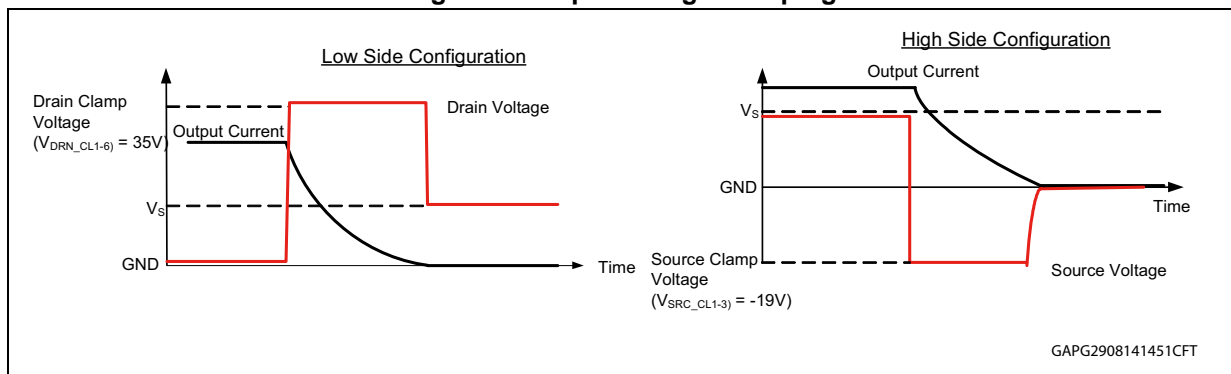 Low Side Configuration
Drain Clamp
Voltage
(VDRN_CL1-6) = 35V)
Output Current
Drain Voltage
VS
GND
Time
High Side Configuration
Output Current
VS
GND
Time
Source Clamp
Voltage
(VSRC_CL1-3) = -19V)
Source Voltage
GAPG2908141451CFT